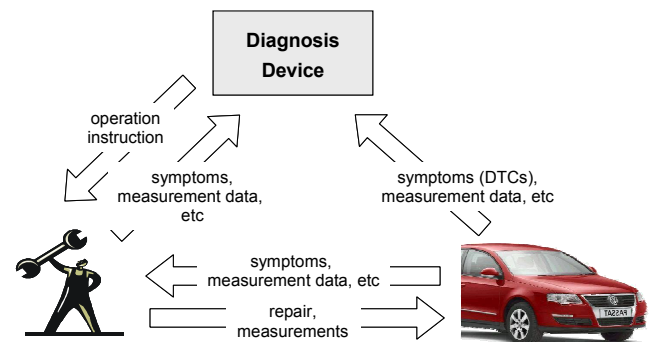 Diagnosis
Device
operation
instruction
symptoms,
measurement data,
etc
symptoms (DTCs),
measurement data, etc
symptoms,
measurement data, etc
repair,
measurements
PASSAT